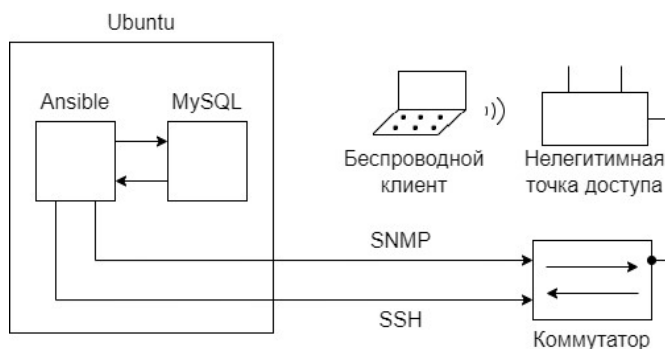 Ubuntu
Ansible
MySQL
Беспроводной
клиент
Нелегитимная
точка доступа
SNMP
SSH
Коммутатор